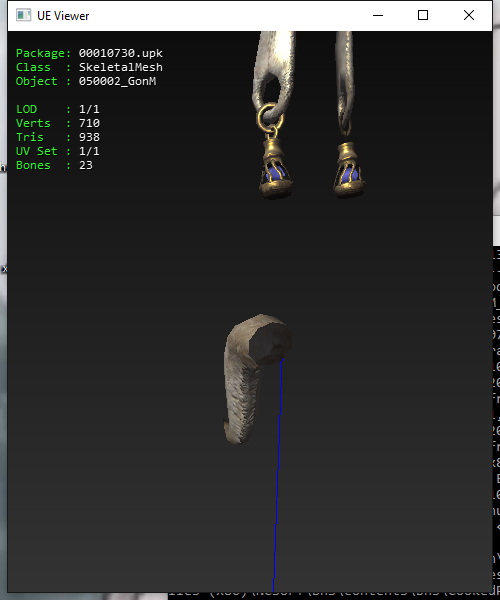 UE Viewer
Package: 00010730.upk
Class  : SkeletalMesh
Object : 050002_GonM
LOD    : 1/1
Verts  : 710
Tris   : 938
UV Set : 1/1
Bones  : 23